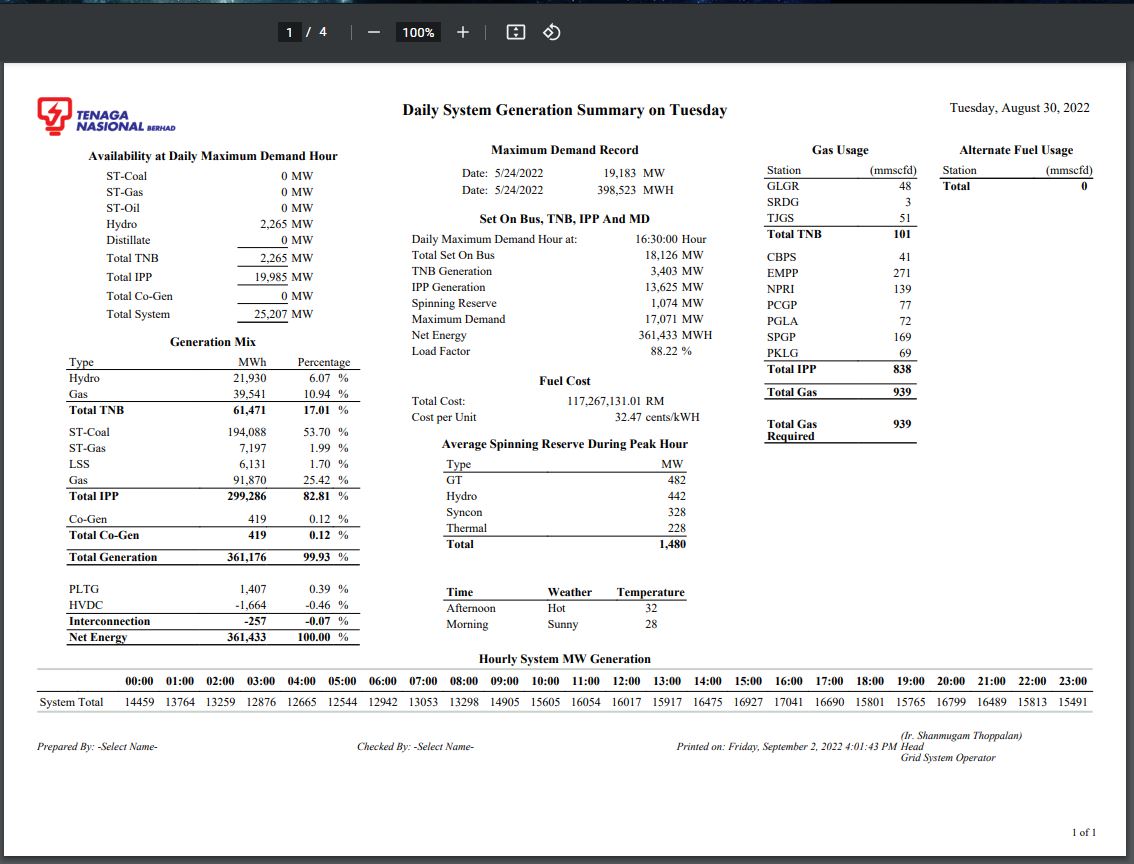 1 / 4 100%
TENAGA
NASIONAL BERHAD
Daily System Generation Summary on Tuesday
Tuesday, August 30, 2022
Availability at Daily Maximum Demand Hour
ST-Coal 0 MW
ST-Gas 0 MW
ST-Oil 0 MW
Hydro 2,265 MW
Distillate 0 MW
Total TNB 2,265 MW
Total IPP 19,985 MW
Total Co-Gen 0 MW
Total System 25,207 MW
Generation Mix
Type MWh Percentage
Hydro 21,930 6.07 %
Gas 39,541 10.94 %
Total TNB 61,471 17.01 %
ST-Coal 194,088 53.70 %
ST-Gas 7,197 1.99 %
LSS 6,131 1.70 %
Gas 91,870 25.42 %
Total IPP 299,286 82.81 %
Co-Gen 419 0.12 %
Total Co-Gen 419 0.12 %
Total Generation 361,176 99.93 %
PLTG 1,407 0.39 %
HVDC -1,664 -0.46 %
Interconnection -257 -0.07 %
Net Energy 361,433 100.00 %
Maximum Demand Record
Date: 5/24/2022 19,183 MW
Date: 5/24/2022 398,523 MWH
Set On Bus, TNB, IPP And MD
Daily Maximum Demand Hour at: 16:30:00 Hour
Total Set On Bus 18,126 MW
TNB Generation 3,403 MW
IPP Generation 13,625 MW
Spinning Reserve 1,074 MW
Maximum Demand 17,071 MW
Net Energy 361,433 MWH
Load Factor 88.22 %
Fuel Cost
Total Cost: 117,267,131.01 RM
Cost per Unit 32.47 cents/kWH
Average Spinning Reserve During Peak Hour
Type MW
GT 482
Hydro 442
Syncon 328
Thermal 228
Total 1,480
Time Weather Temperature
Afternoon Hot 32
Morning Sunny 28
Gas Usage
Station (mmscfd)
GLGR 48
SRDG 3
TJGS 51
Total TNB 101
CBPS 41
EMPP 271
NPRI 139
PCGP 77
PGLA 72
SPGP 169
PKLG 69
Total IPP 838
Total Gas 939
Total Gas 939
Required
Alternate Fuel Usage
Station (mmscfd)
Total 0
Hourly System MW Generation
00:00 01:00 02:00 03:00 04:00 05:00 06:00 07:00 08:00 09:00 10:00 11:00 12:00 13:00 14:00 15:00 16:00 17:00 18:00 19:00 20:00 21:00 22:00 23:00
System Total 14459 13764 13259 12876 12665 12544 12942 13053 13298 14905 15605 16054 16017 15917 16475 16927 17041 16690 15801 15765 16799 16489 15813 15491
Prepared By: -Select Name- Checked By: -Select Name- Printed on: Friday, September 2, 2022 4:01:43 PM
(Ir. Shanmugam Thoppalan)
Head
Grid System Operator
1 of 1